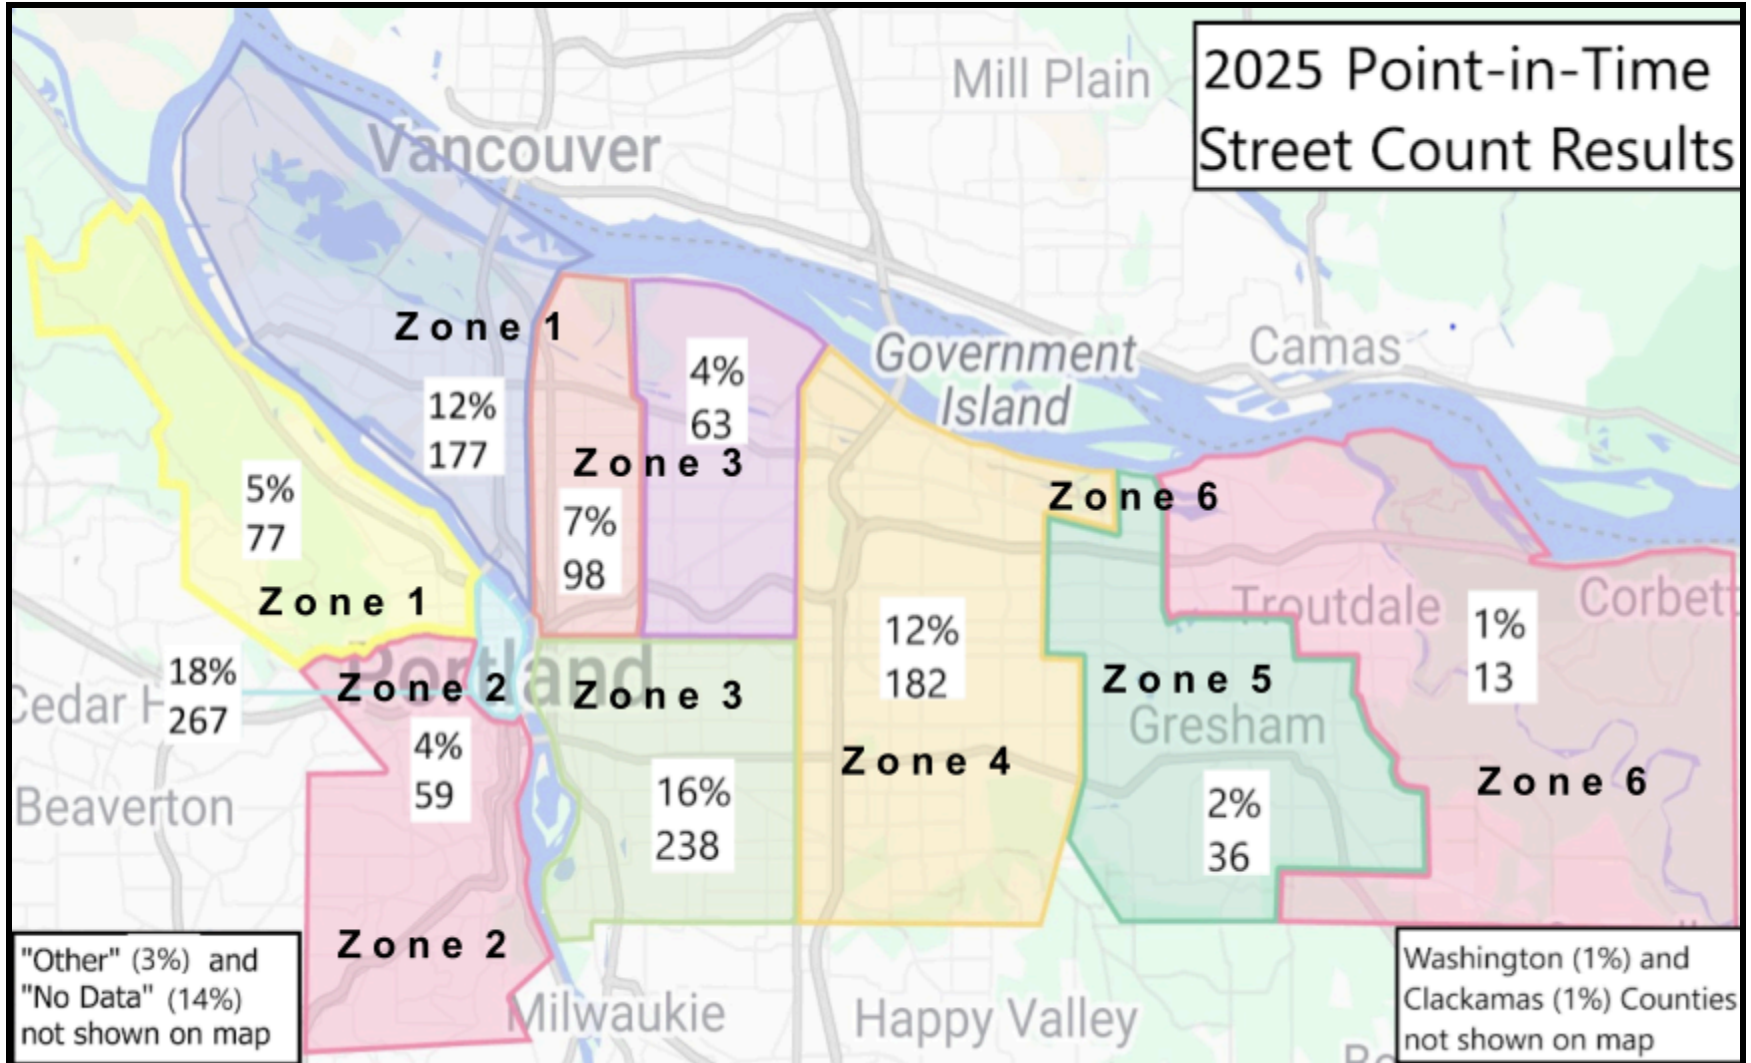 2025 Point-in-Time
Street Count Results
Mill Plain
Vancouver
Zone 1
12%
177
4%
63
Zone 3
7%
98
Government
Island
Camas
5%
77
Zone 1
Zone 6
Troutdale
Corbett
1%
13
12%
182
Zone 4
Portland
18%
267
Cedar H
Zone 2
4%
59
Zone 3
16%
238
Zone 5
Gresham
2%
36
Zone 6
Beaverton
Zone 2
Milwaukie
Happy Valley
"Other" (3%) and
"No Data" (14%)
not shown on map
Washington (1%) and
Clackamas (1%) Counties
not shown on map